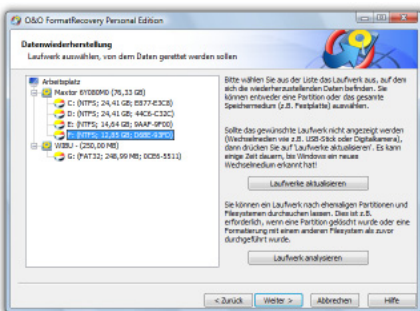 O&O FormatRecovery Personal Edition
Datenwiederherstellung
Laufwerk auswählen, von dem Daten gerettet werden sollen
Arbeitsplatz
Maxtor 6Y080M0 (76,33 GB)
C: (NTFS; 24,41 GB; E877-E3CB)
D: (NTFS; 24,41 GB; 44C6-C32C)
E: (NTFS; 14,64 GB; 9AAF-9F00)
F: (NTFS; 12,85 GB;
WIBU - (250,00 MB)
G: (FAT32; 248,99 MB; DCE6-5511)
Bitte wählen Sie aus der Liste das Laufwerk aus, auf dem
sich die wiederherzustellenden Daten befinden. Sie
können entweder eine Partition oder das gesamte
Speichermedium (z.B. Festplatte) auswählen.
Sollte das gewünschte Laufwerk nicht angezeigt werden
(Wechselmedien wie z.B. USB-Stick oder Digitalkamera),
dann drücken Sie auf 'Laufwerke aktualisieren'. Es kann
einige Zeit dauern, bis Windows ein neues
Wechselmedium erkannt hat!
Laufwerke aktualisieren
Sie können ein Laufwerk nach ehemaligen Partitionen und
Filesystemen durchsuchen lassen. Dies ist z.B.
erforderlich, wenn eine Partition gelöscht wurde oder eine
Formatierung mit einem anderen Filesystem als zuvor
durchgeführt wurde.
Laufwerk analysieren
< Zurück
Weiter >
Abbrechen
Hilfe